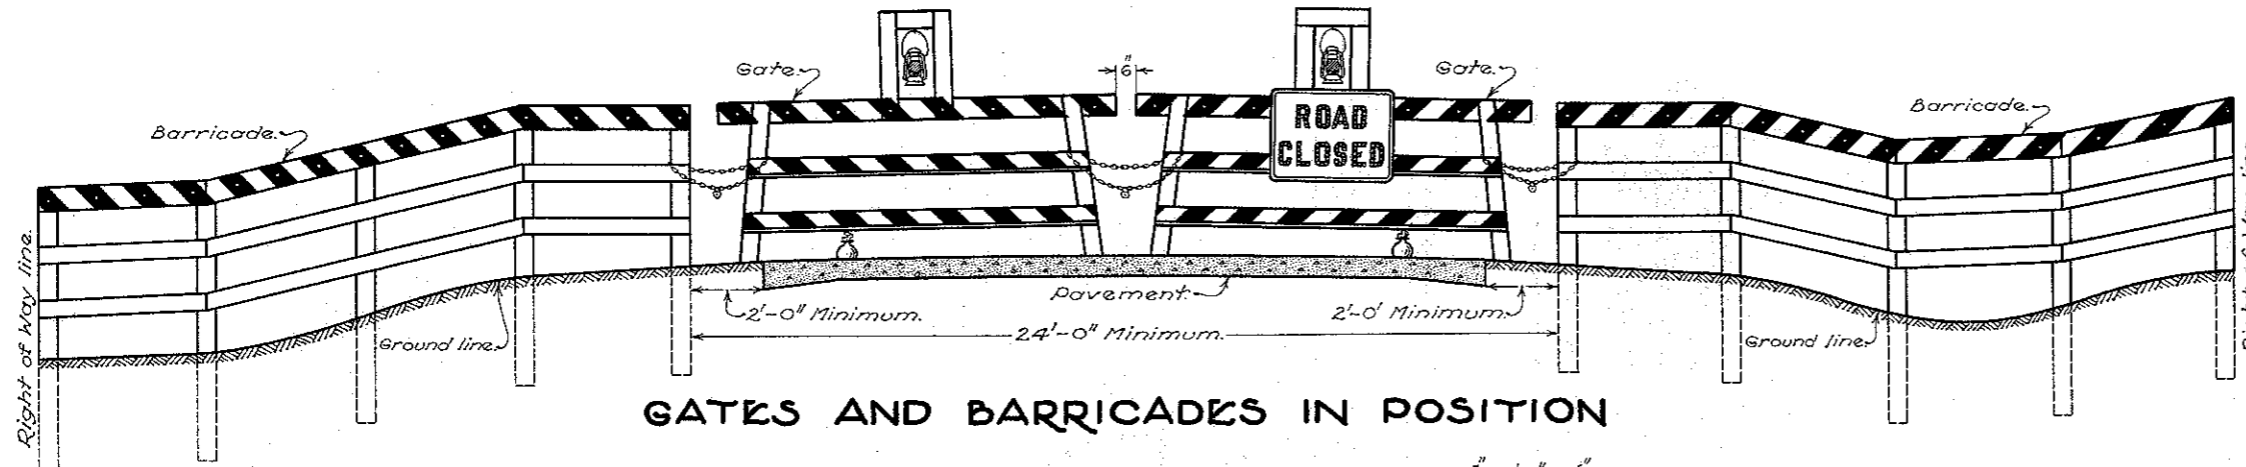 6"
Gate.
Gate.
ROAD
CLOSED
Barricade.
Barricade.
Right of Way line.
2'-0" Minimum.
Pavement.
2'-0' Minimum.
24'-0" Minimum.
Ground line.
Ground line.
GATES AND BARRICADES IN POSITION